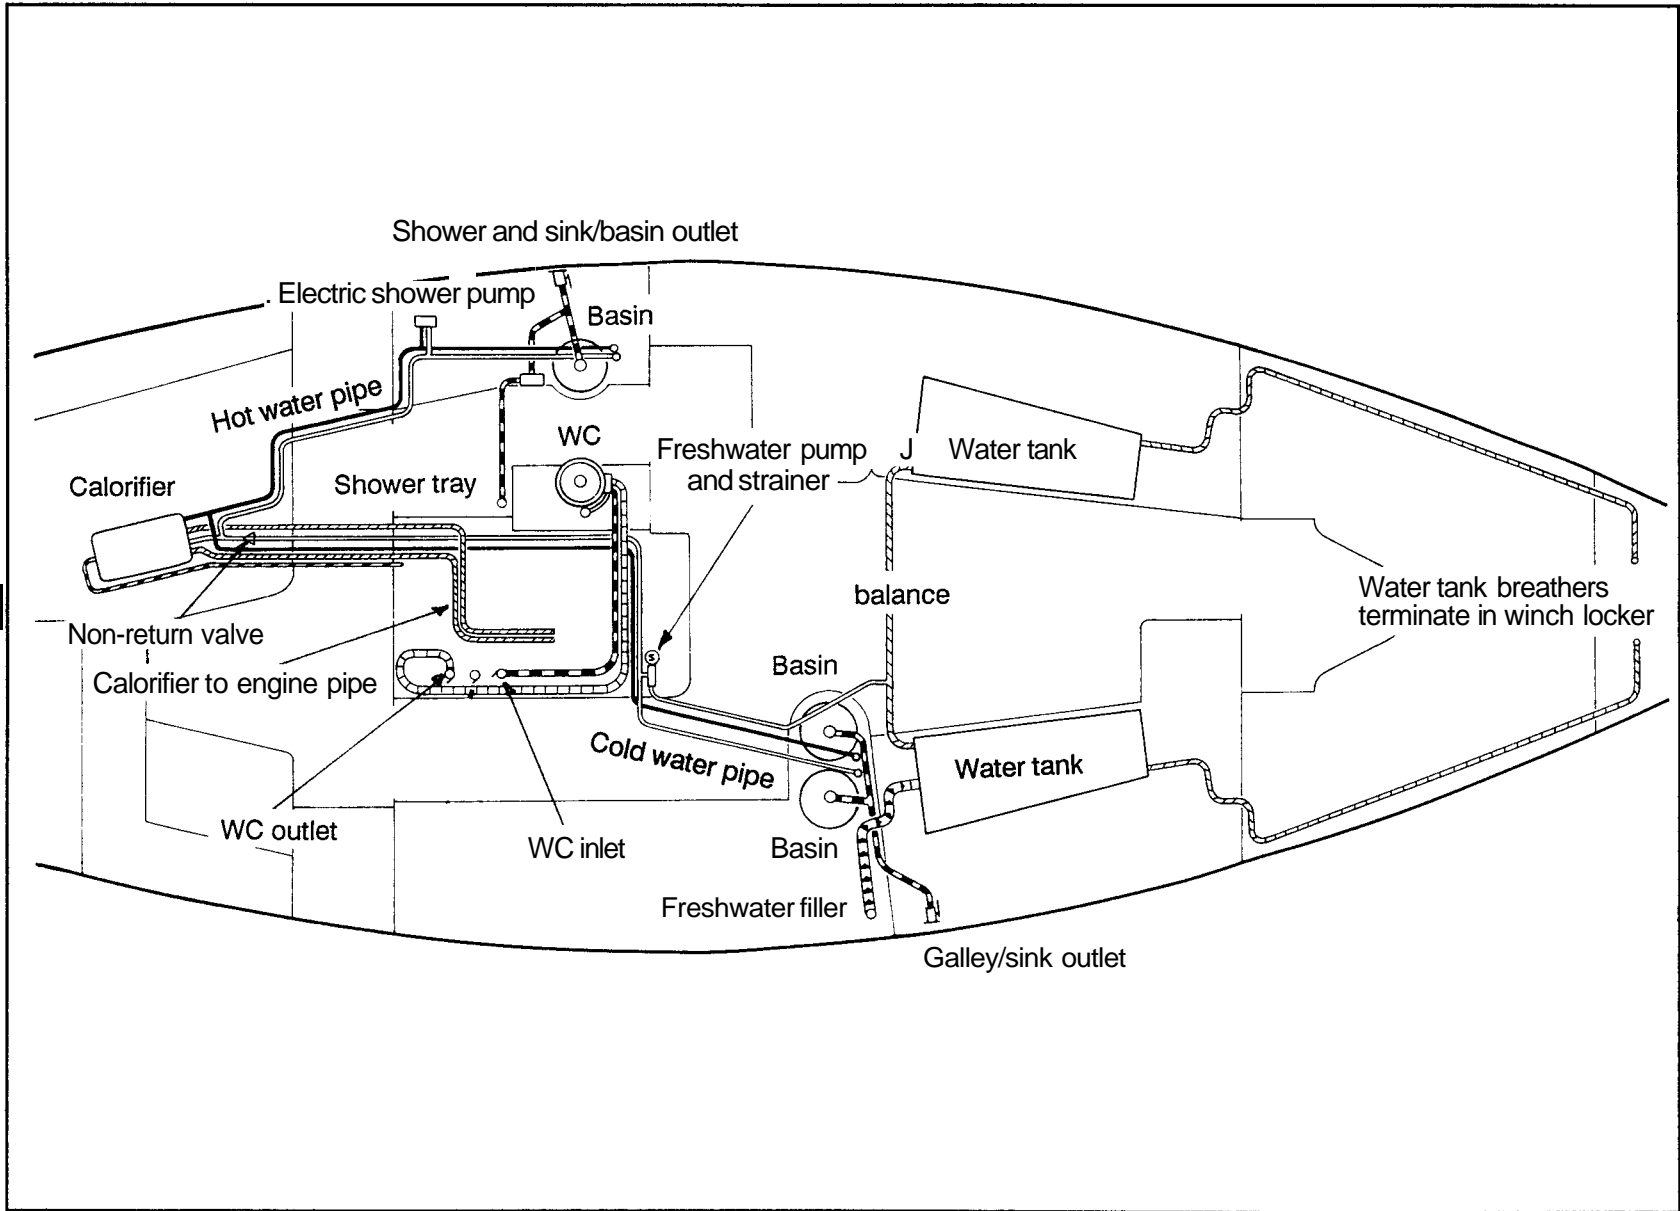 Shower and sink/basin outlet
. Electric shower pump
Basin
Hot water pipe
WC
Freshwater pump
and strainer
J
Water tank
Calorifier
Shower tray
balance
Water tank breathers
terminate in winch locker
Non-return valve
Calorifier to engine pipe
Basin
Cold water pipe
Water tank
WC outlet
WC inlet
Basin
Freshwater filler
Galley/sink outlet